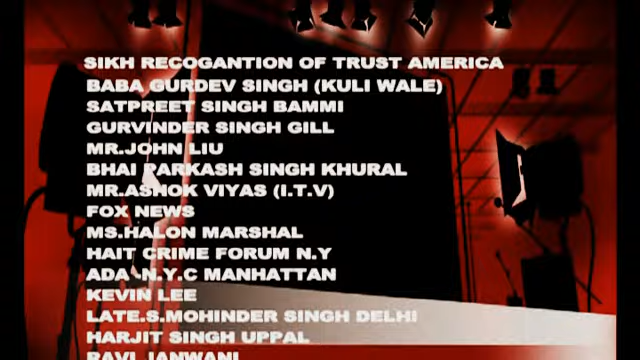 SIKH RECOGANTION OF TRUST AMERICA
BABA GURDEV SINGH (KULI WALE)
SATPREET SINGH BAMMI
GURVINDER SINGH GILL
MR.JOHN LIU
BHAI PARKASH SINGH KHURAL
MR.ASHOK VIYAS (I.T.V)
FOX NEWS
MS.HALON MARSHAL
HAIT CRIME FORUM N.Y
ADA N.Y.C MANHATTAN
KEVIN LEE
LATE.S.MOHINDER SINGH DELHI
HARJIT SINGH UPPAL
RAVI JANWANI